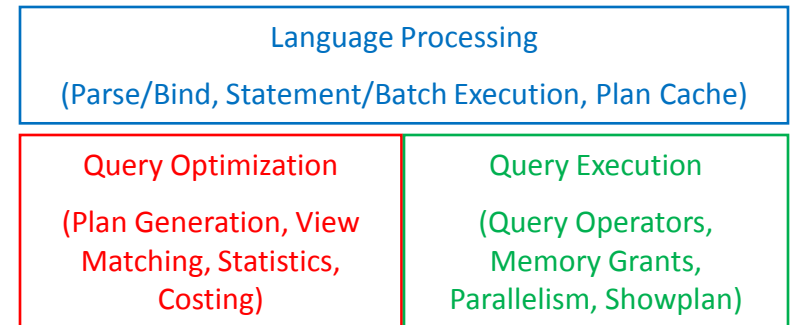 Language Processing
(Parse/Bind, Statement/Batch Execution, Plan Cache)
Query Optimization
(Plan Generation, View
Matching, Statistics,
Costing)
Query Execution
(Query Operators,
Memory Grants,
Parallelism, Showplan)